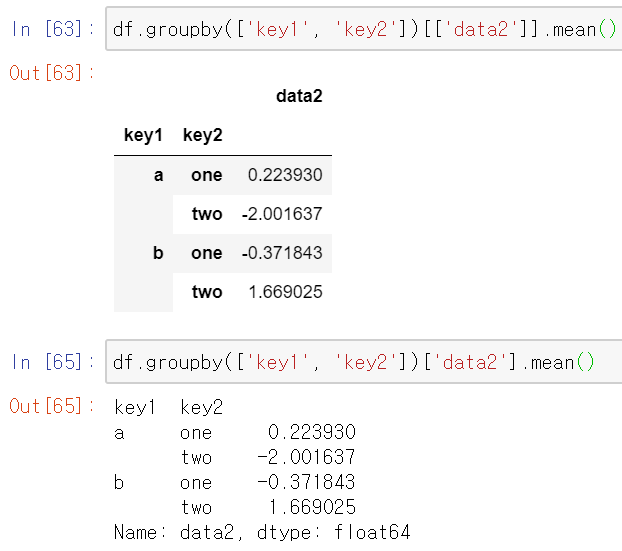 In [63]: df.groupby(['key1', 'key2'])[['data2']].mean()
Out[63]:
data2
key1 key2
a one 0.223930
two -2.001637
b one -0.371843
two 1.669025
In [65]: df.groupby(['key1', 'key2'])['data2'].mean()
Out[65]: key1 key2
a one 0.223930
two -2.001637
b one -0.371843
two 1.669025
Name: data2, dtype: float64